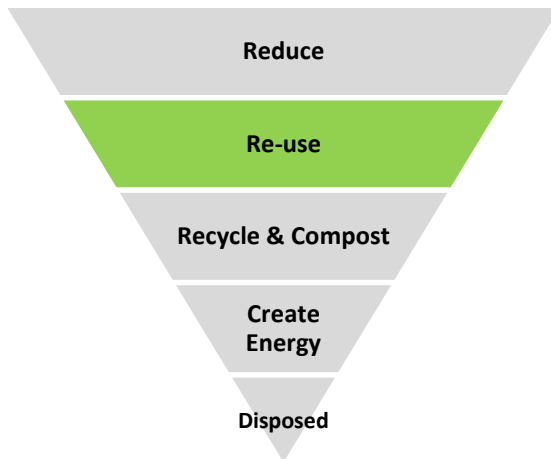 Reduce
Re-use
Recycle & Compost
Create
Energy
Disposed